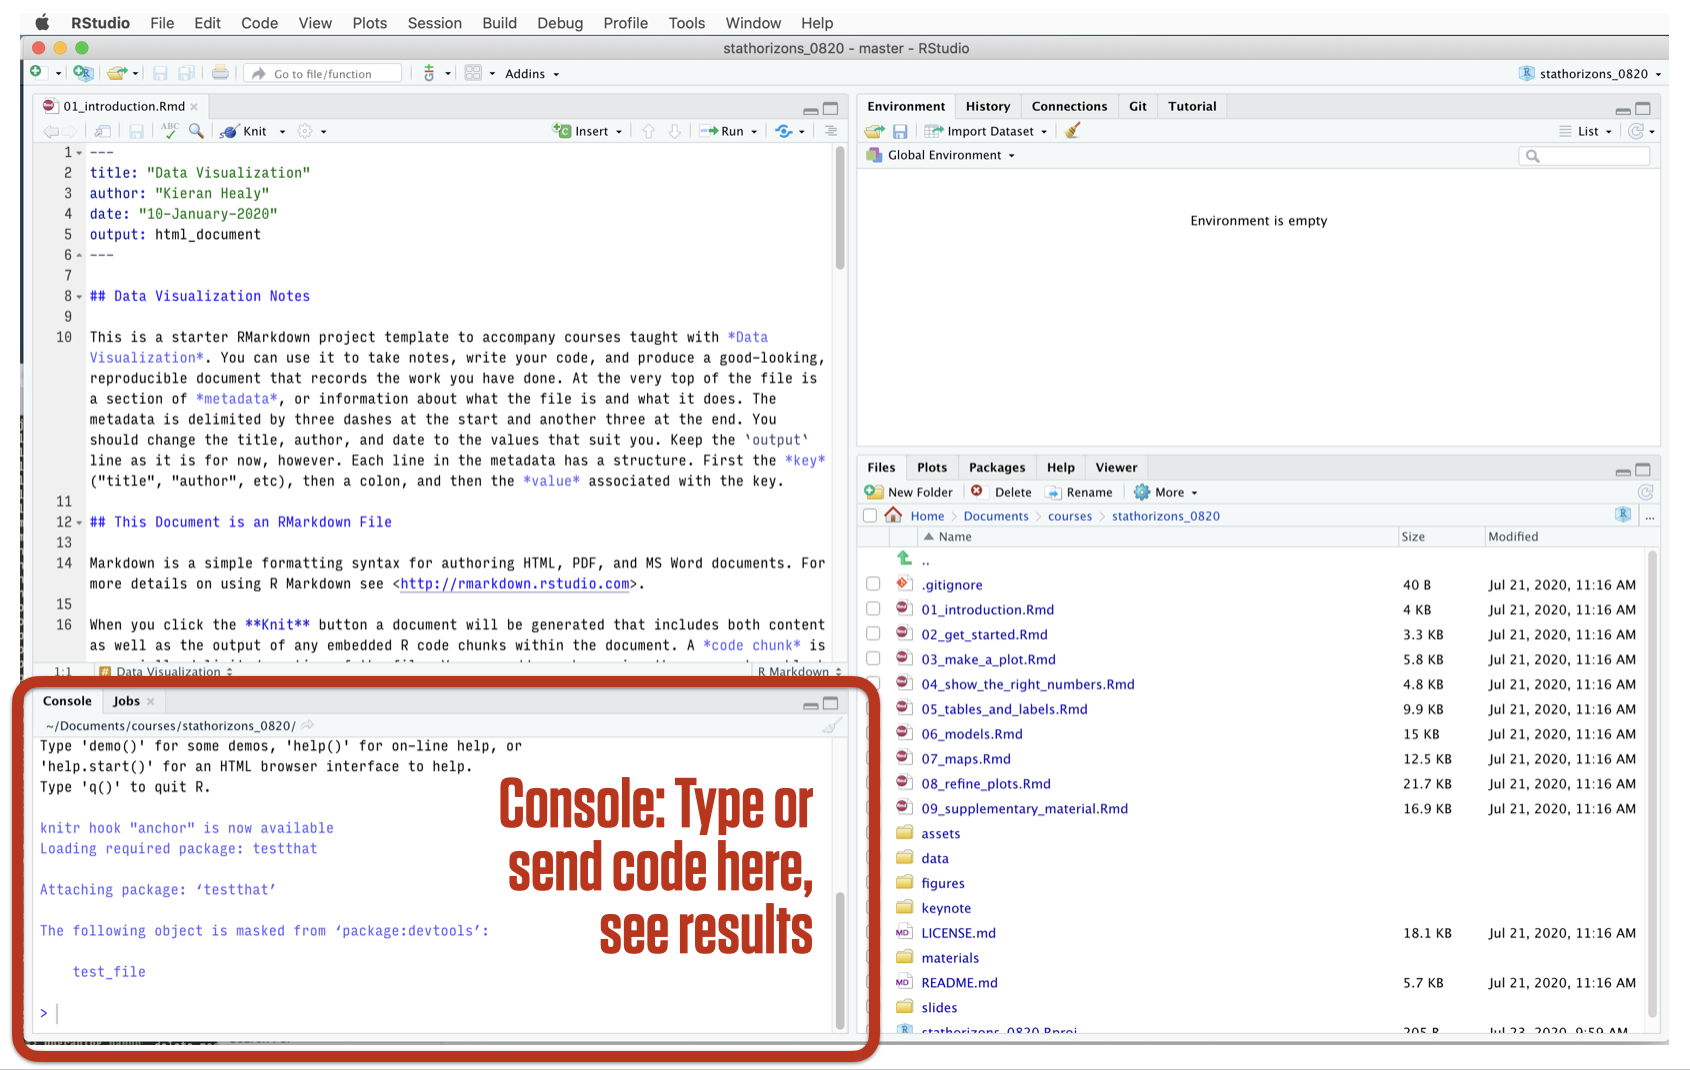 RStudio File Edit Code View Plots Session Build Debug Profile Tools Window Help
stathorizons_0820 - master - RStudio
Go to file/function Addins stathorizons_0820
01_introduction.Rmd
ABC Knit Insert Run
1 ---
2 title: "Data Visualization"
3 author: "Kieran Healy"
4 date: "10-January-2020"
5 output: html_document
6 ---
7
8 ## Data Visualization Notes
9
10 This is a starter RMarkdown project template to accompany courses taught with *Data
Visualization*. You can use it to take notes, write your code, and produce a good-looking,
reproducible document that records the work you have done. At the very top of the file is
a section of *metadata*, or information about what the file is and what it does. The
metadata is delimited by three dashes at the start and another three at the end. You
should change the title, author, and date to the values that suit you. Keep the `output`
line as it is for now, however. Each line in the metadata has a structure. First the *key*
("title", "author", etc), then a colon, and then the *value* associated with the key.
11
12 ## This Document is an RMarkdown File
13
14 Markdown is a simple formatting syntax for authoring HTML, PDF, and MS Word documents. For
more details on using R Markdown see <http://rmarkdown.rstudio.com>.
15
16 When you click the **Knit** button a document will be generated that includes both content
as well as the output of any embedded R code chunks within the document. A *code chunk* is
1:1 # Data Visualization R Markdown
Console Jobs
~/Documents/courses/stathorizons_0820/
Type 'demo()' for some demos, 'help()' for on-line help, or
'help.start()' for an HTML browser interface to help.
Type 'q()' to quit R.
knitr hook "anchor" is now available
Loading required package: testthat
Attaching package: ‘testthat’
The following object is masked from ‘package:devtools’:
test_file
>
Console: Type or
send code here,
see results
Environment History Connections Git Tutorial
Import Dataset List
Global Environment
Environment is empty
Files Plots Packages Help Viewer
New Folder Delete Rename More
Home Documents courses stathorizons_0820 R ...
Name Size Modified
..
.gitignore 40 B Jul 21, 2020, 11:16 AM
01_introduction.Rmd 4 KB Jul 21, 2020, 11:16 AM
02_get_started.Rmd 3.3 KB Jul 21, 2020, 11:16 AM
03_make_a_plot.Rmd 5.8 KB Jul 21, 2020, 11:16 AM
04_show_the_right_numbers.Rmd 4.8 KB Jul 21, 2020, 11:16 AM
05_tables_and_labels.Rmd 9.9 KB Jul 21, 2020, 11:16 AM
06_models.Rmd 15 KB Jul 21, 2020, 11:16 AM
07_maps.Rmd 12.5 KB Jul 21, 2020, 11:16 AM
08_refine_plots.Rmd 21.7 KB Jul 21, 2020, 11:16 AM
09_supplementary_material.Rmd 16.9 KB Jul 21, 2020, 11:16 AM
assets
data
figures
keynote
MD LICENSE.md 18.1 KB Jul 21, 2020, 11:16 AM
materials
MD README.md 5.7 KB Jul 21, 2020, 11:16 AM
slides
stathorizons_0820.Rproj 205 B Jul 23, 2020, 9:59 AM